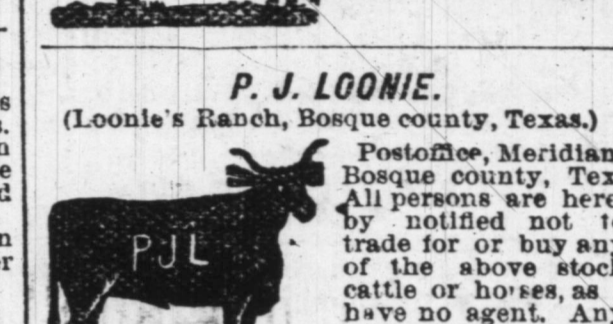 P. J. LOONIE.
(Loonie's Ranch, Bosque county, Texas.)
Postoffice, Meridian
Bosque county, Tex
All persons are here
by notified not t
trade for or buy an
of the above stoc
cattle or horses, as
have no agent. An
PJL
s
s.
n
e
d
n
r